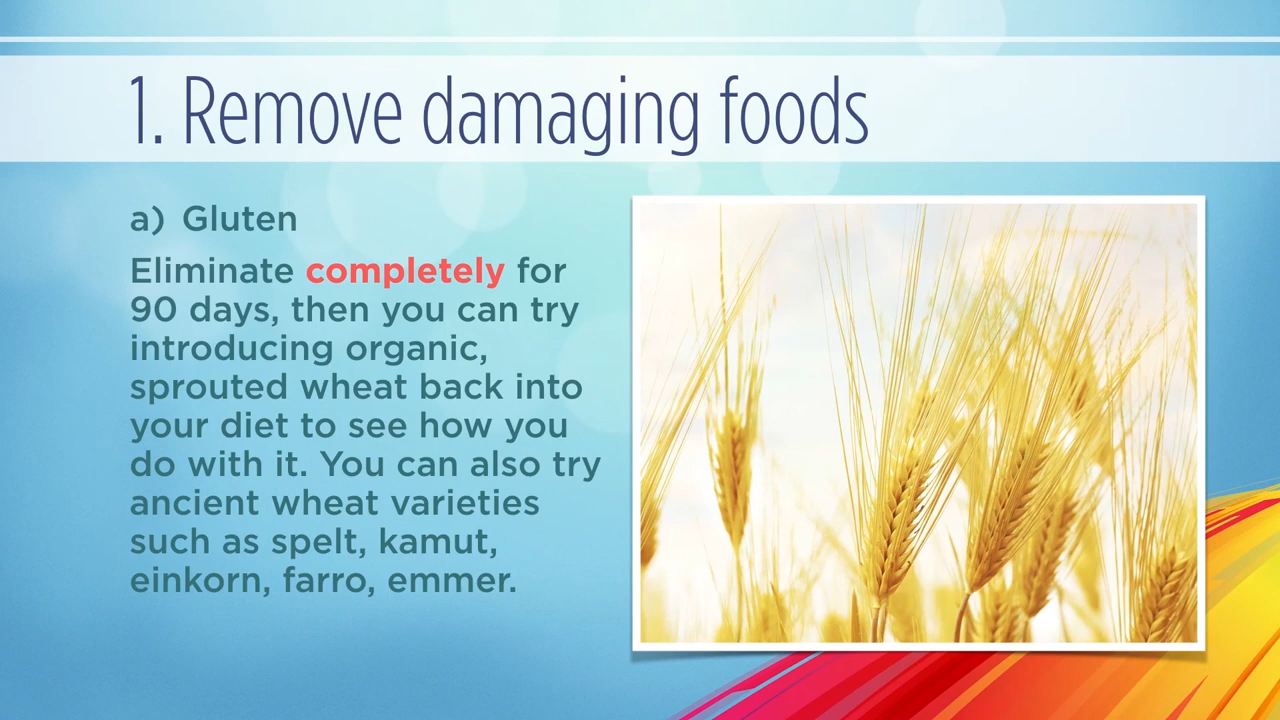 1. Remove damaging foods
a) Gluten
Eliminate completely for
90 days, then you can try
introducing organic,
sprouted wheat back into
your diet to see how you
do with it. You can also try
ancient wheat varieties
such as spelt, kamut,
einkorn, farro, emmer.